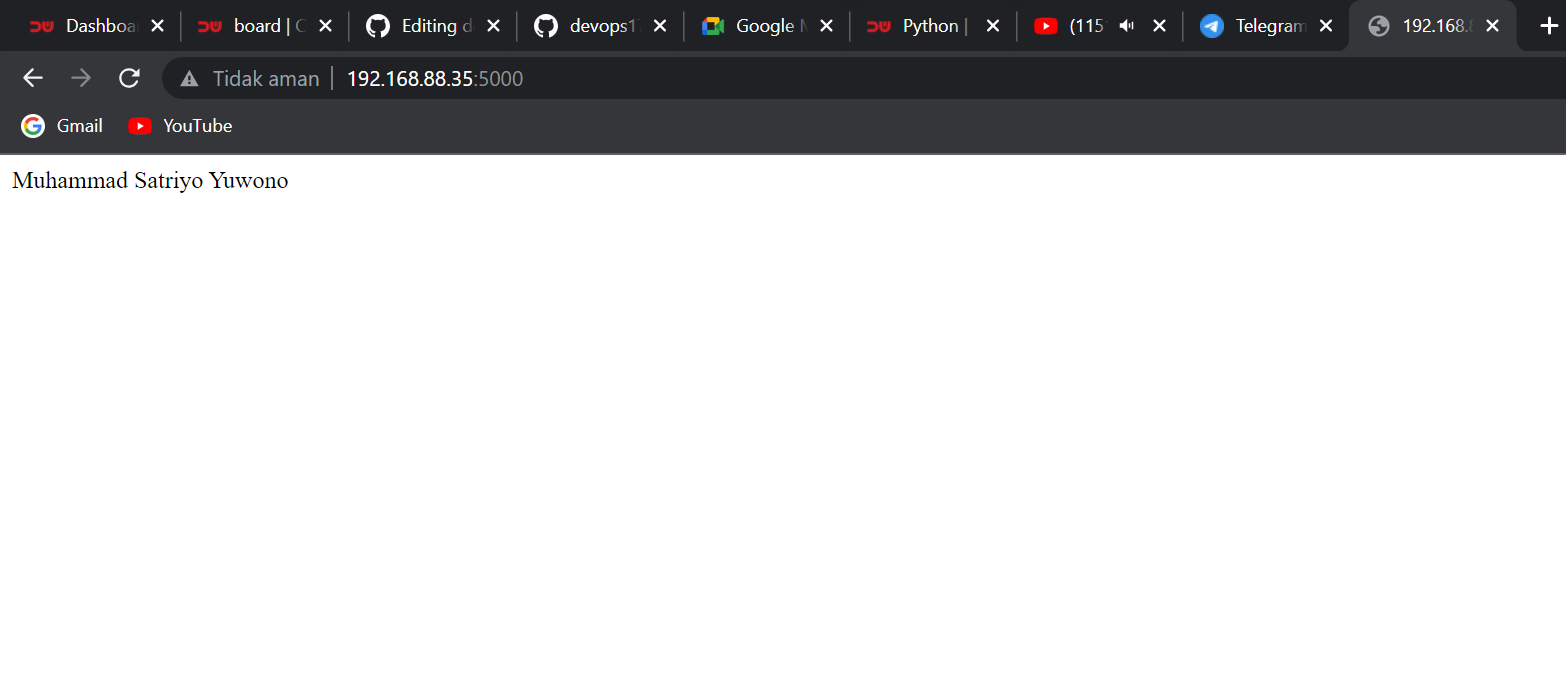 Dashboa
board | C
Editing d
devops1
Google M
Python |
(115
Telegram
192.168.8
Tidak aman
192.168.88.35:5000
Gmail
YouTube
Muhammad Satriyo Yuwono